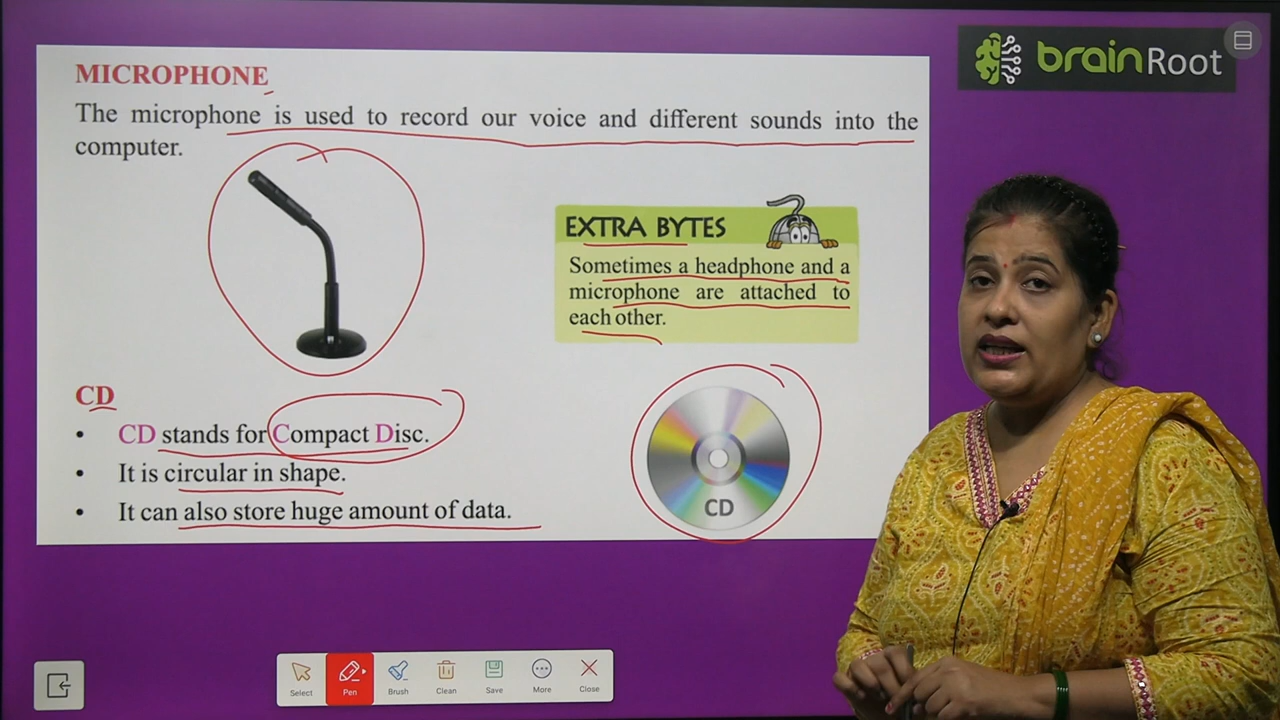 brainRoot
MICROPHONE
The microphone is used to record our voice and different sounds into the
computer.
EXTRA BYTES
Sometimes a headphone and a
microphone are attached to
each other.
CD
• CD stands for Compact Disc.
• It is circular in shape.
• It can also store huge amount of data.
CD
Select Pen Brush Clean Save More Close